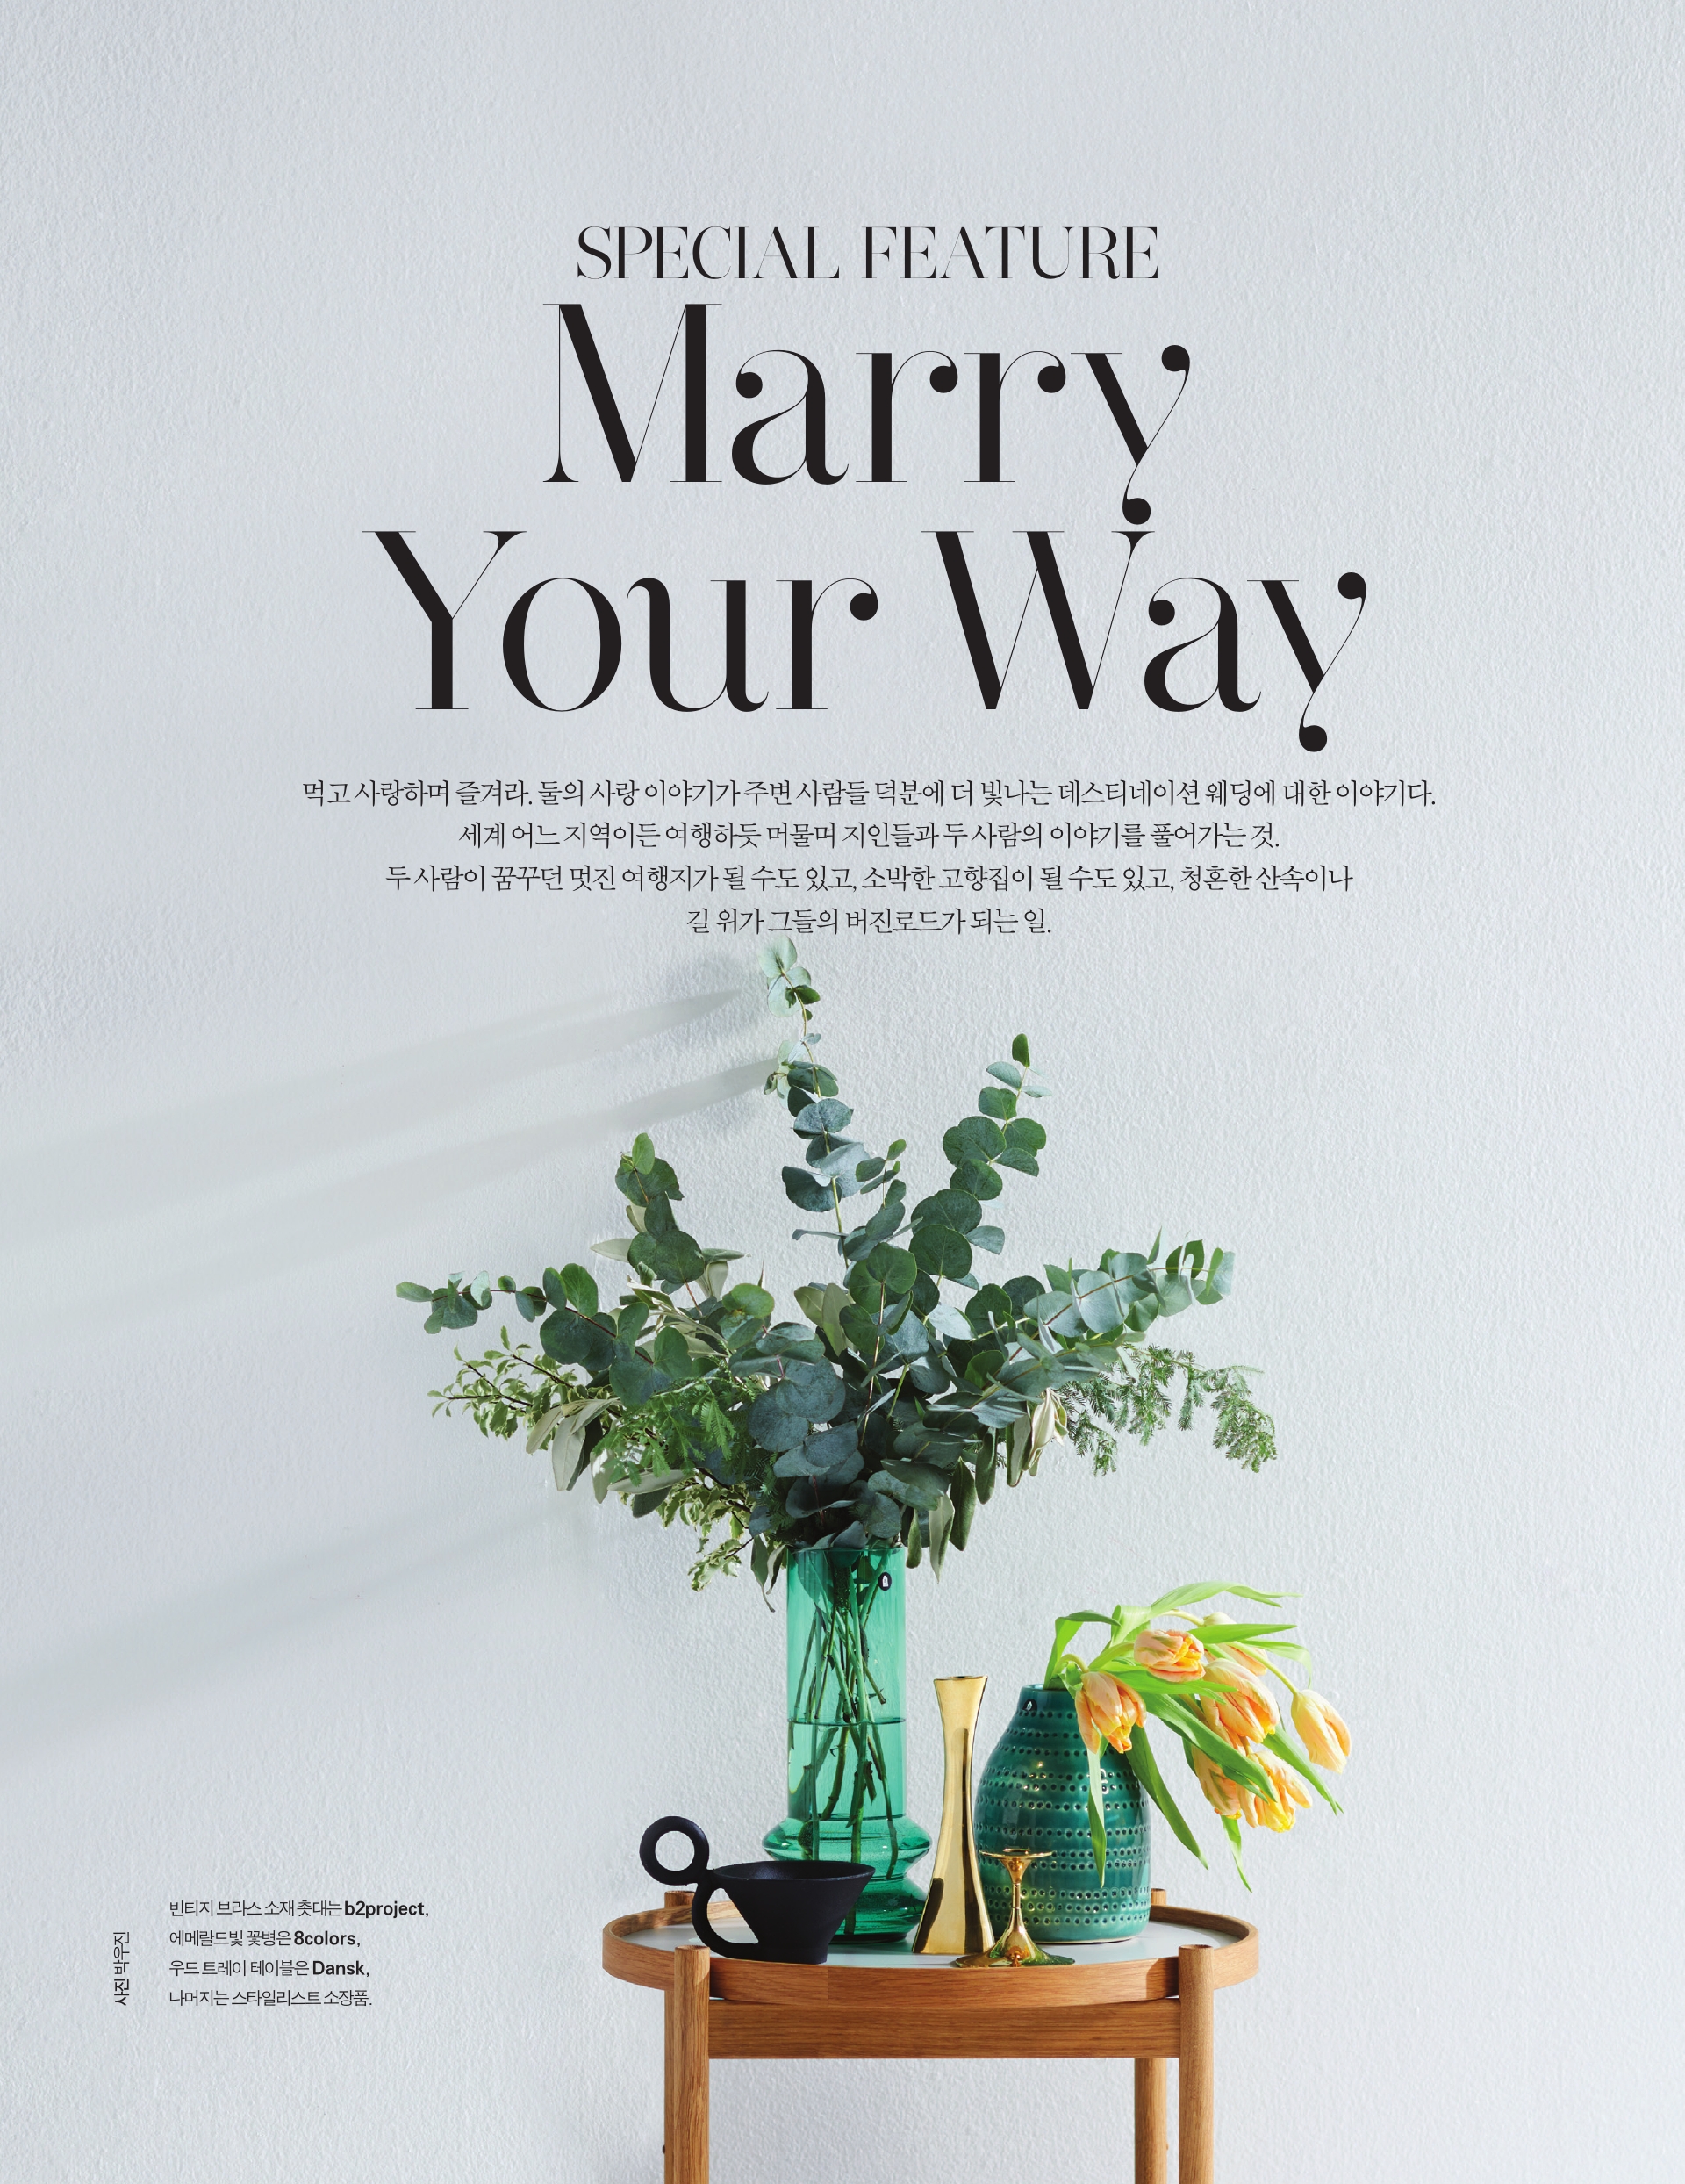 SPECIAL FEATURE
Marry
Your Way
먹고 사랑하며 즐겨라. 둘의 사랑 이야기가 주변 사람들 덕분에 더 빛나는 데스티네이션 웨딩에 대한 이야기다.
세계 어느 지역이든 여행하듯 머물며 지인들과 두 사람의 이야기를 풀어가는 것.
두 사람이 꿈꾸던 멋진 여행지가 될 수도 있고, 소박한 고향집이 될 수도 있고, 청혼한 산속이나
길 위가 그들의 버진로드가 되는 일.
사진 박우진
빈티지 브라스 소재 촛대는 b2project,
에메랄드빛 꽃병은 8colors,
우드 트레이 테이블은 Dansk,
나머지는 스타일리스트 소장품.